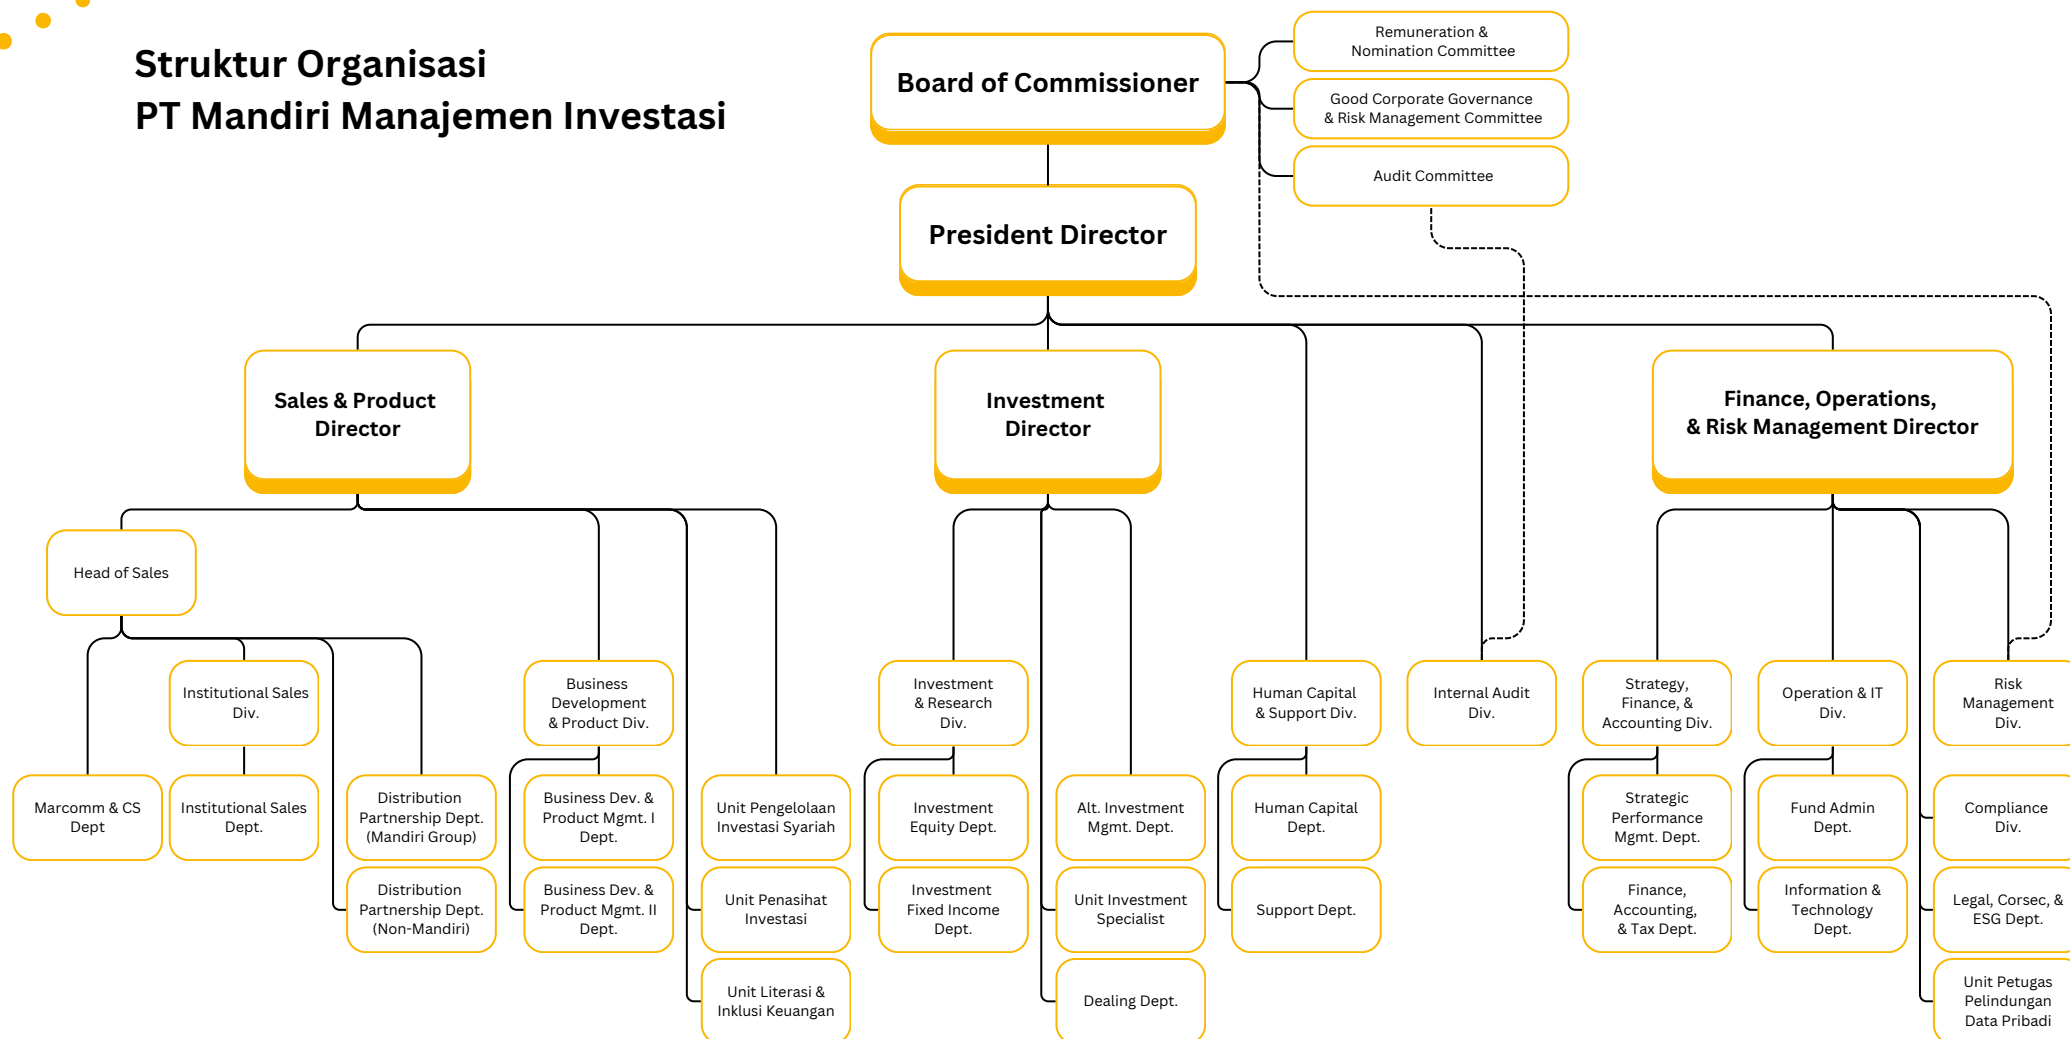 Struktur Organisasi
PT Mandiri Manajemen Investasi
Board of Commissioner
Remuneration &
Nomination Committee
Good Corporate Governance
& Risk Management Committee
Audit Committee
President Director
Sales & Product
Director
Investment
Director
Finance, Operations,
& Risk Management Director
Head of Sales
Institutional Sales
Div.
Business
Development
& Product Div.
Investment
& Research
Div.
Human Capital
& Support Div.
Internal Audit
Div.
Strategy,
Finance, &
Accounting Div.
Operation & IT
Div.
Risk
Management
Div.
Marcomm & CS
Dept
Institutional Sales
Dept.
Distribution
Partnership Dept.
(Mandiri Group)
Business Dev. &
Product Mgmt. I
Dept.
Unit Pengelolaan
Investasi Syariah
Investment
Equity Dept.
Alt. Investment
Mgmt. Dept.
Human Capital
Dept.
Strategic
Performance
Mgmt. Dept.
Fund Admin
Dept.
Compliance
Div.
Distribution
Partnership Dept.
(Non-Mandiri)
Business Dev. &
Product Mgmt. II
Dept.
Unit Penasihat
Investasi
Investment
Fixed Income
Dept.
Unit Investment
Specialist
Support Dept.
Finance,
Accounting,
& Tax Dept.
Information &
Technology
Dept.
Legal, Corsec, &
ESG Dept.
Unit Literasi &
Inklusi Keuangan
Dealing Dept.
Unit Petugas
Pelindungan
Data Pribadi